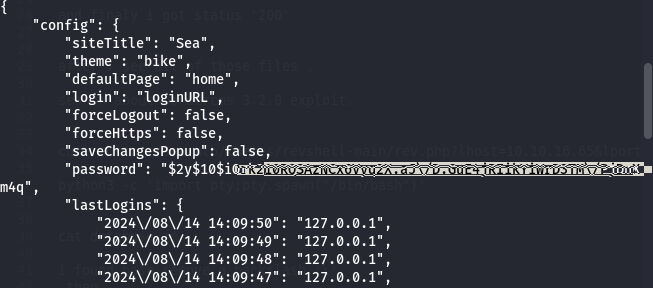 {
"config": {
"siteTitle": "Sea",
"theme": "bike",
"defaultPage": "home",
"login": "loginURL",
"forceLogout": false,
"forceHttps": false,
"saveChangesPopup": false,
"password": "$2y$10$i
m4q",
"lastLogins": {
"2024\/08\/14 14:09:50": "127.0.0.1",
"2024\/08\/14 14:09:49": "127.0.0.1",
"2024\/08\/14 14:09:48": "127.0.0.1",
"2024\/08\/14 14:09:47": "127.0.0.1",